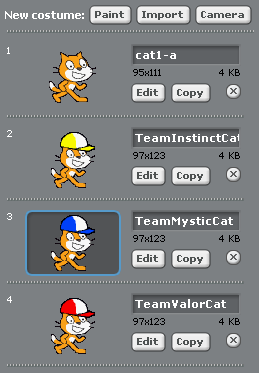 New costume: Paint Import Camera
1
cat1-a
95x111 4 KB
Edit Copy
2
TeamInstinctCat
97x123 4 KB
Edit Copy
3
TeamMysticCat
97x123 4 KB
Edit Copy
4
TeamValorCat
97x123 4 KB
Edit Copy